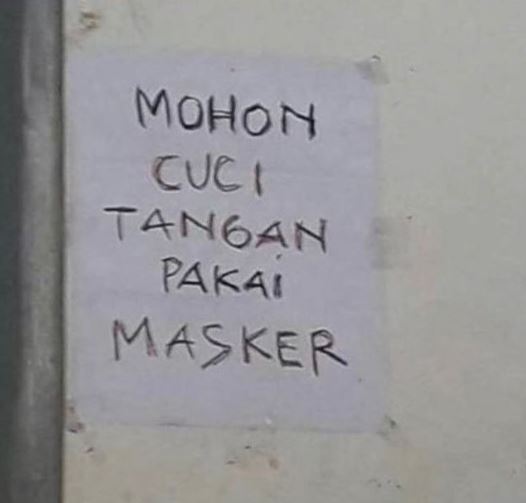 MOHON
CUCI
TANGAN
PAKAI
MASKER